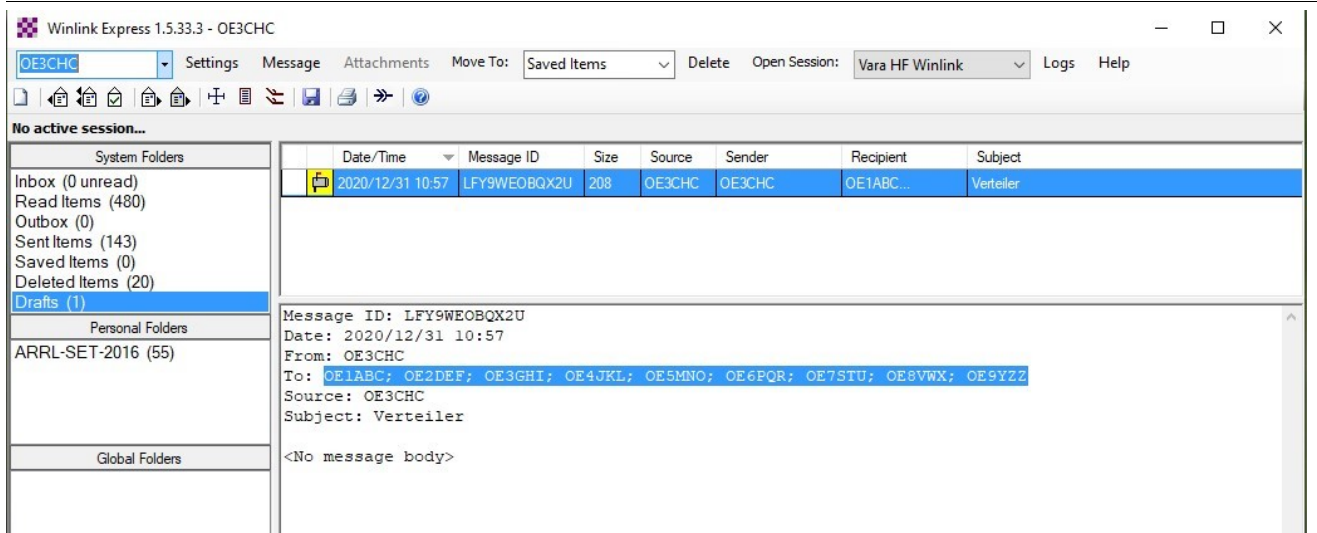 Winlink Express 1.5.33.3 - OE3CHC
OE3CHC Settings Message Attachments Move To: Saved Items Delete Open Session: Vara HF Winlink Logs Help
No active session...
System Folders
Inbox (0 unread)
Read Items (480)
Outbox (0)
Sent Items (143)
Saved Items (0)
Deleted Items (20)
Drafts (1)
Personal Folders
ARRL-SET-2016 (55)
Global Folders
Date/Time Message ID Size Source Sender Recipient Subject
2020/12/31 10:57 LFY9WEOBQX2U 208 OE3CHC OE3CHC OE1ABC... Verteiler
Message ID: LFY9WEOBQX2U
Date: 2020/12/31 10:57
From: OE3CHC
To: OE1ABC; OE2DEF; OE3GHI; OE4JKL; OE5MNO; OE6PQR; OE7STU; OE8VWX; OE9YZZ
Source: OE3CHC
Subject: Verteiler
<No message body>